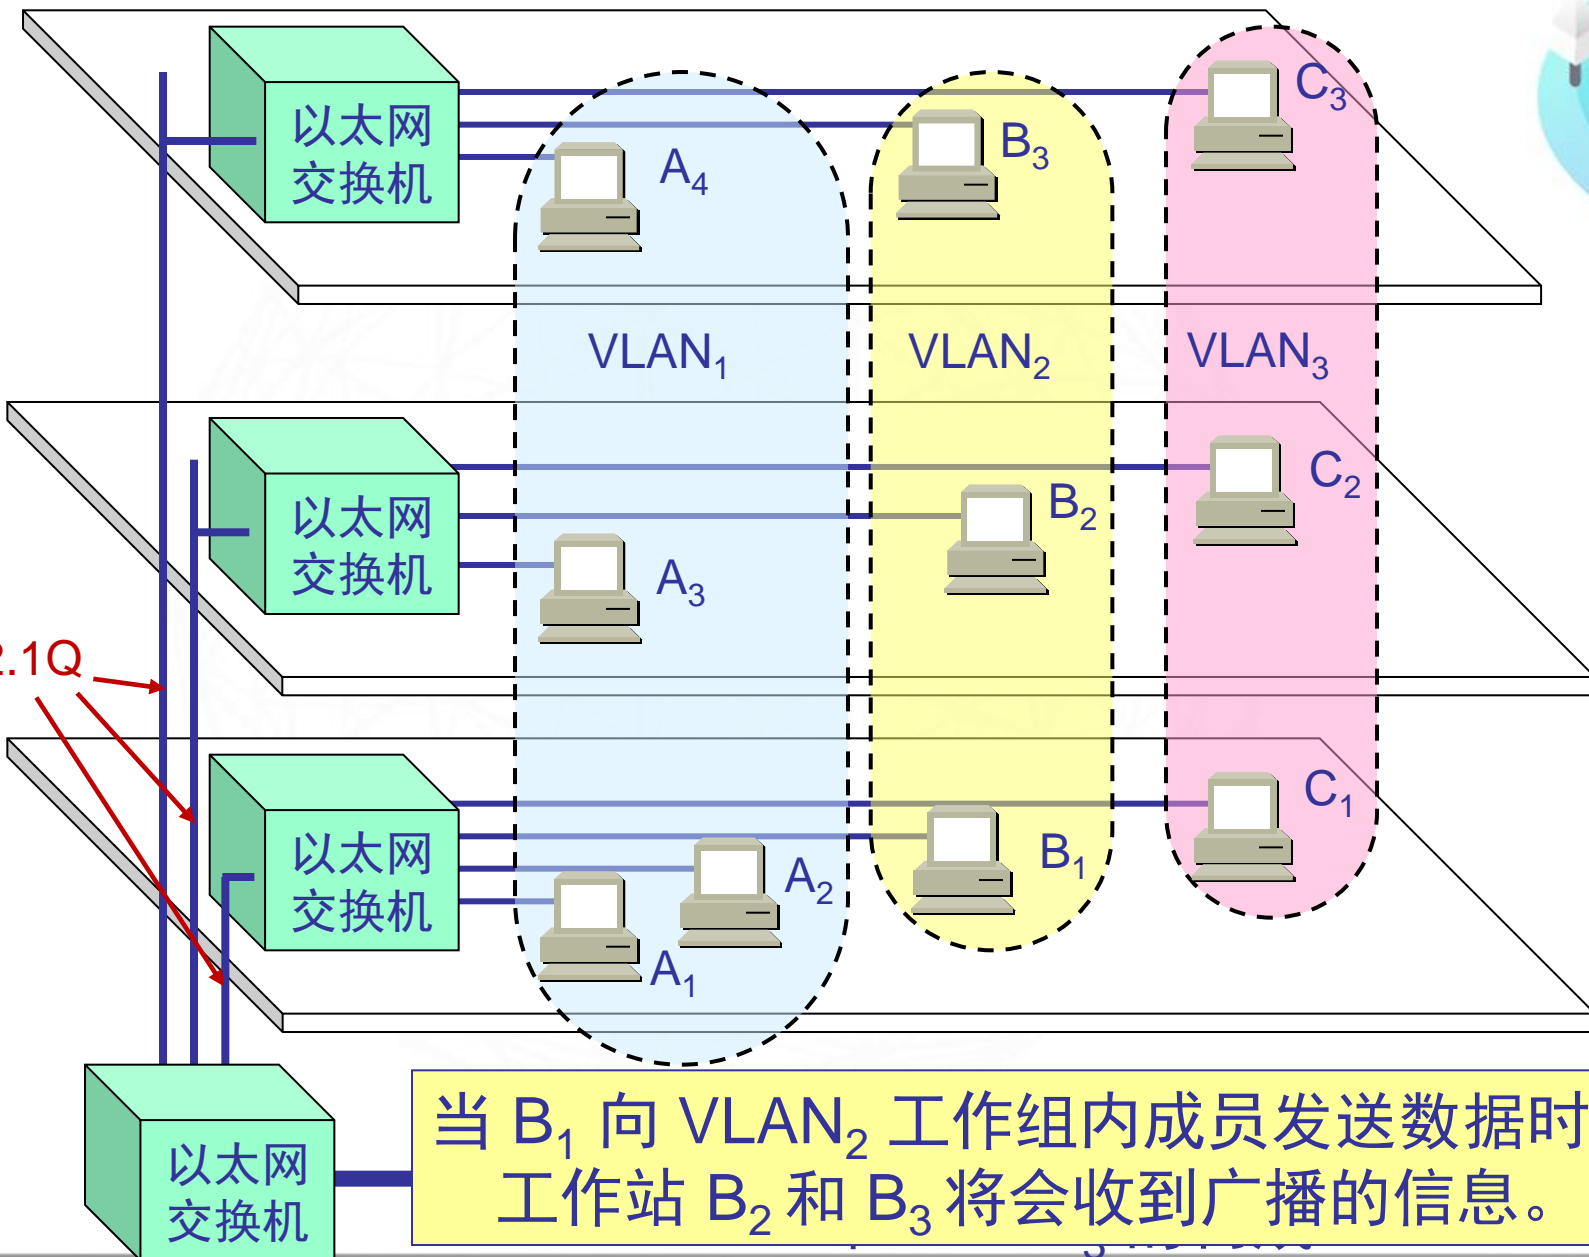 以太网
交换机
A₄
B₃
C₃
VLAN₁
VLAN₂
VLAN₃
以太网
交换机
A₃
B₂
C₂
.1Q
以太网
交换机
A₁
A₂
B₁
C₁
以太网
交换机
当 B₁ 向 VLAN₂ 工作组内成员发送数据时
工作站 B₂ 和 B₃ 将会收到广播的信息。